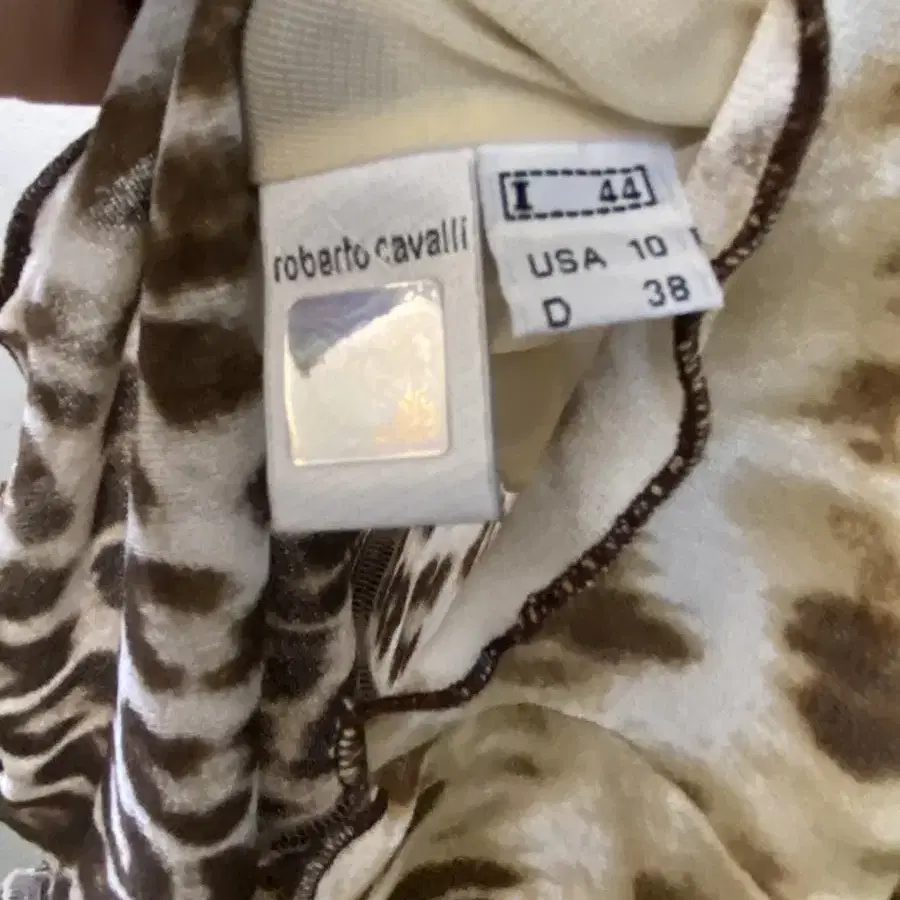 roberto cavalli
I 44
USA 10
D 38